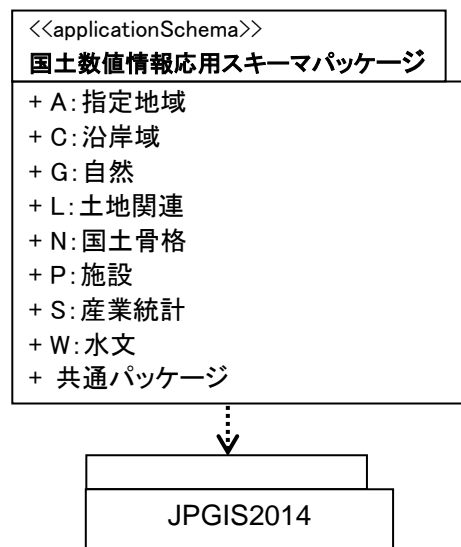 <<applicationSchema>>
国土数値情報応用スキーマパッケージ
+ A:指定地域
+ C:沿岸域
+ G:自然
+ L:土地関連
+ N:国土骨格
+ P:施設
+ S:産業統計
+ W:水文
+ 共通パッケージ
JPGIS2014